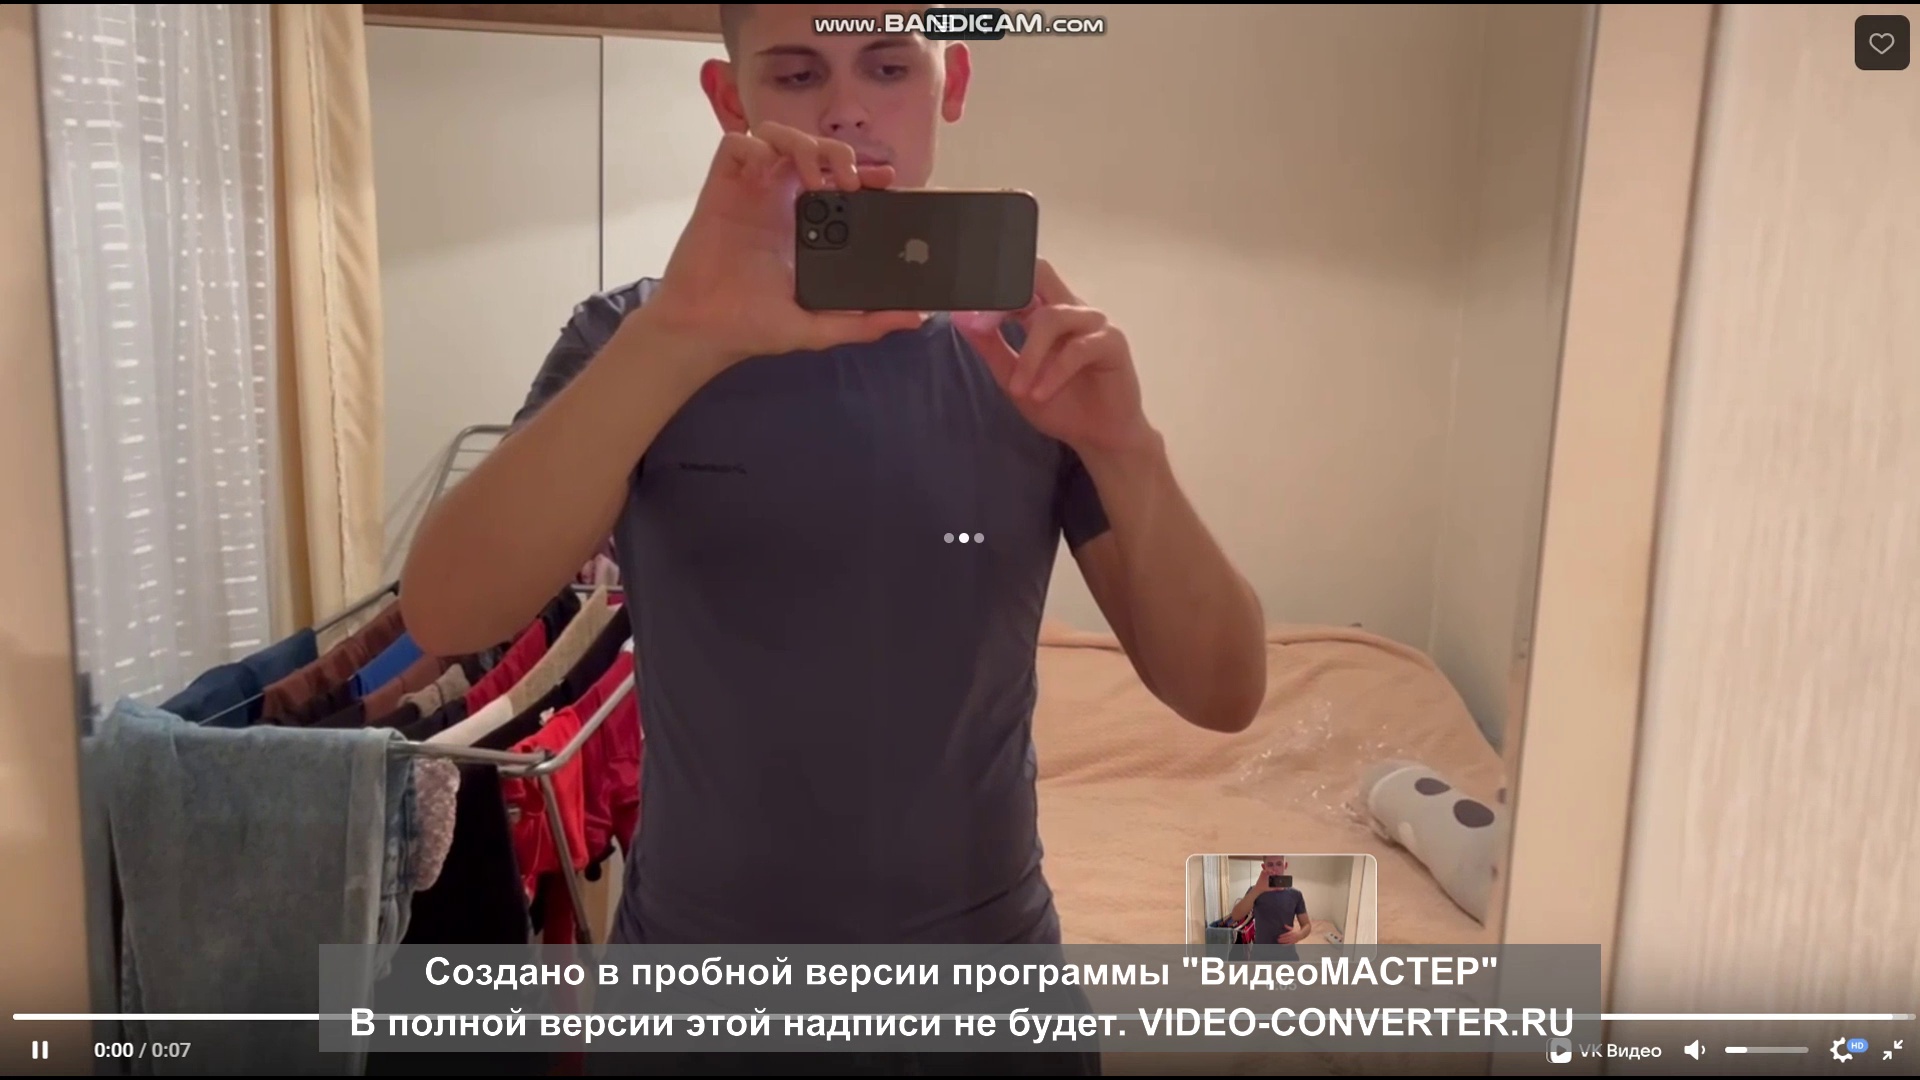 www.BANDICAM.com
Создано в пробной версии программы "ВидеоМАСТЕР"
В полной версии этой надписи не будет. VIDEO-CONVERTER.RU
0:00 / 0:07
VK Видео
HD